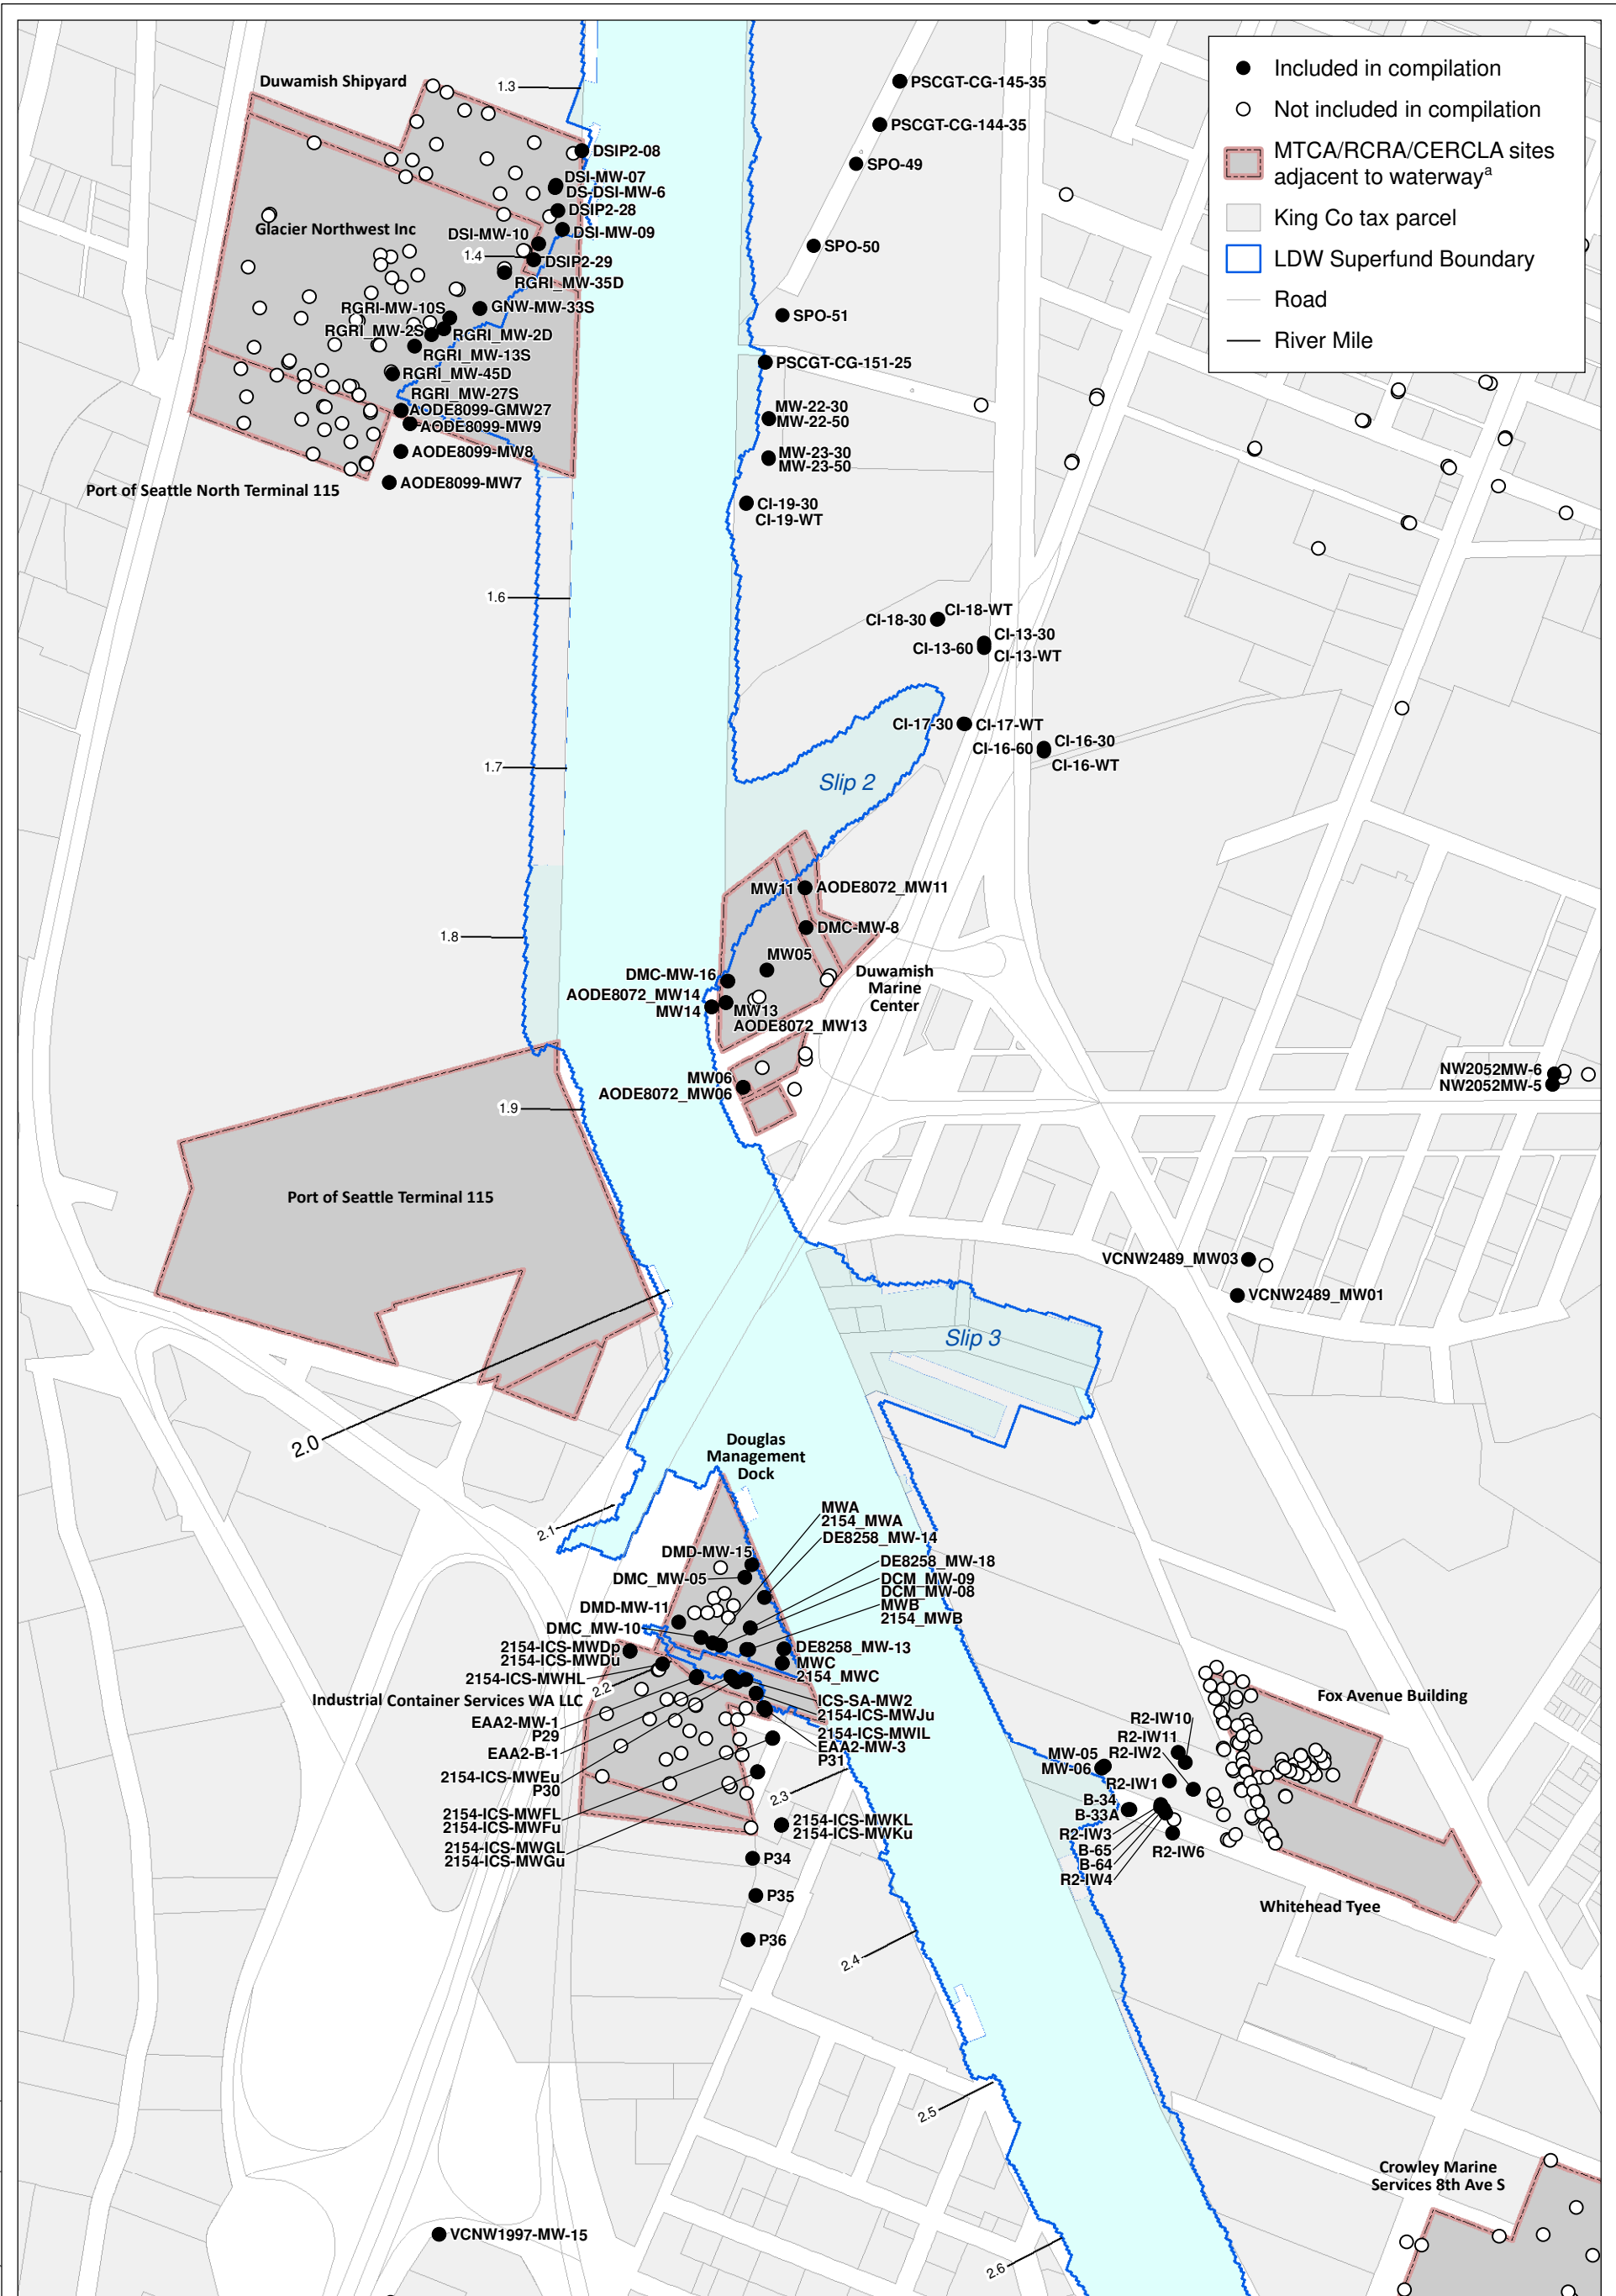 Included in compilation
Not included in compilation
MTCA/RCRA/CERCLA sites
adjacent to waterwayᵃ
King Co tax parcel
LDW Superfund Boundary
Road
River Mile
Duwamish Shipyard
1.3
PSCGT-CG-145-35
PSCGT-CG-144-35
DSIP2-08
SPO-49
DSI-MW-07
DS-DSI-MW-6
DSIP2-28
Glacier Northwest Inc
DSI-MW-10
DSI-MW-09
SPO-50
1.4
DSIP2-29
RGRI_MW-35D
RGRI-MW-10S
GNW-MW-33S
SPO-51
RGRI_MW-2S
RGRI_MW-2D
RGRI_MW-13S
PSCGT-CG-151-25
RGRI_MW-45D
RGRI_MW-27S
AODE8099-GMW27
MW-22-30
MW-22-50
AODE8099-MW9
AODE8099-MW8
MW-23-30
MW-23-50
AODE8099-MW7
Port of Seattle North Terminal 115
CI-19-30
CI-19-WT
1.6
CI-18-WT
CI-18-30
CI-13-30
CI-13-60
CI-13-WT
CI-17-30
CI-17-WT
CI-16-30
CI-16-60
CI-16-WT
1.7
Slip 2
MW11
AODE8072_MW11
DMC-MW-8
1.8
MW05
DMC-MW-16
Duwamish
Marine
Center
AODE8072_MW14
MW14
MW13
AODE8072_MW13
MW06
AODE8072_MW06
NW2052MW-6
NW2052MW-5
1.9
Port of Seattle Terminal 115
VCNW2489_MW03
VCNW2489_MW01
Slip 3
2.0
Douglas
Management
Dock
2.1
MWA
2154_MWA
DE8258_MW-14
DMD-MW-15
DE8258_MW-18
DMC_MW-05
DCM_MW-09
DCM_MW-08
MWB
2154_MWB
DMD-MW-11
DMC_MW-10
2154-ICS-MWDp
2154-ICS-MWDu
DE8258_MW-13
MWC
2154_MWC
2154-ICS-MWHL
2.2
Industrial Container Services WA LLC
ICS-SA-MW2
2154-ICS-MWJu
EAA2-MW-1
P29
2154-ICS-MWIL
EAA2-MW-3
P31
EAA2-B-1
2154-ICS-MWEu
P30
2.3
2154-ICS-MWFL
2154-ICS-MWFu
2154-ICS-MWKL
2154-ICS-MWKu
2154-ICS-MWGL
2154-ICS-MWGu
P34
P35
P36
Fox Avenue Building
R2-IW10
R2-IW11
R2-IW2
MW-05
MW-06
R2-IW1
B-34
B-33A
R2-IW3
B-65
B-64
R2-IW4
R2-IW6
Whitehead Tyee
2.4
2.5
Crowley Marine
Services 8th Ave S
VCNW1997-MW-15
2.6